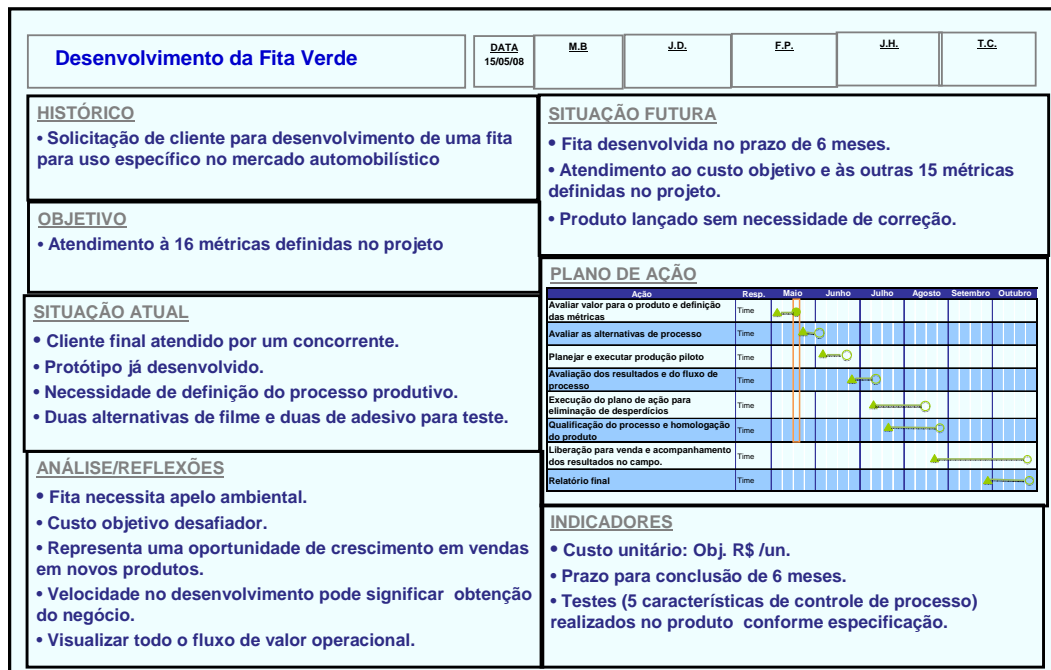 Desenvolvimento da Fita Verde
DATA
15/05/08
M.B
J.D.
F.P.
J.H.
T.C.
HISTÓRICO
• Solicitação de cliente para desenvolvimento de uma fita
para uso específico no mercado automobilístico
OBJETIVO
• Atendimento à 16 métricas definidas no projeto
SITUAÇÃO ATUAL
• Cliente final atendido por um concorrente.
• Protótipo já desenvolvido.
• Necessidade de definição do processo produtivo.
• Duas alternativas de filme e duas de adesivo para teste.
ANÁLISE/REFLEXÕES
• Fita necessita apelo ambiental.
• Custo objetivo desafiador.
• Representa uma oportunidade de crescimento em vendas
em novos produtos.
• Velocidade no desenvolvimento pode significar obtenção
do negócio.
• Visualizar todo o fluxo de valor operacional.
SITUAÇÃO FUTURA
• Fita desenvolvida no prazo de 6 meses.
• Atendimento ao custo objetivo e às outras 15 métricas
definidas no projeto.
• Produto lançado sem necessidade de correção.
PLANO DE AÇÃO
Ação Resp. Maio Junho Julho Agosto Setembro Outubro
Avaliar valor para o produto e definição
das métricas
Time
Avaliar as alternativas de processo
Time
Planejar e executar produção piloto
Time
Avaliação dos resultados e do fluxo de
processo
Time
Execução do plano de ação para
eliminação de desperdícios
Time
Qualificação do processo e homologação
do produto
Time
Liberação para venda e acompanhamento
dos resultados no campo.
Time
Relatório final
Time
INDICADORES
• Custo unitário: Obj. R$ /un.
• Prazo para conclusão de 6 meses.
• Testes (5 características de controle de processo)
realizados no produto conforme especificação.